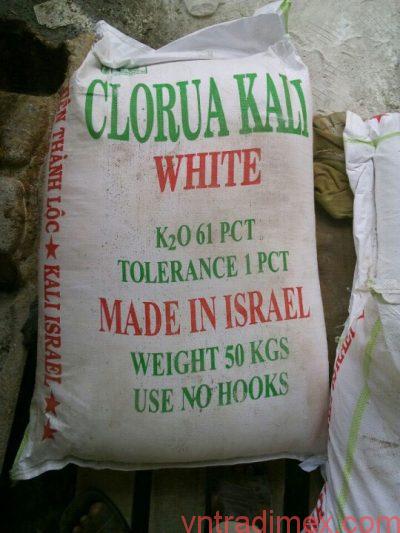 CLORUA KALI
WHITE
K₂O 61 PCT
TOLERANCE 1 PCT
MADE IN ISRAEL
WEIGHT 50 KGS
USE NO HOOKS
THÀNH LỘC ★ KALI ISRAEL ★★
vntradimex.com